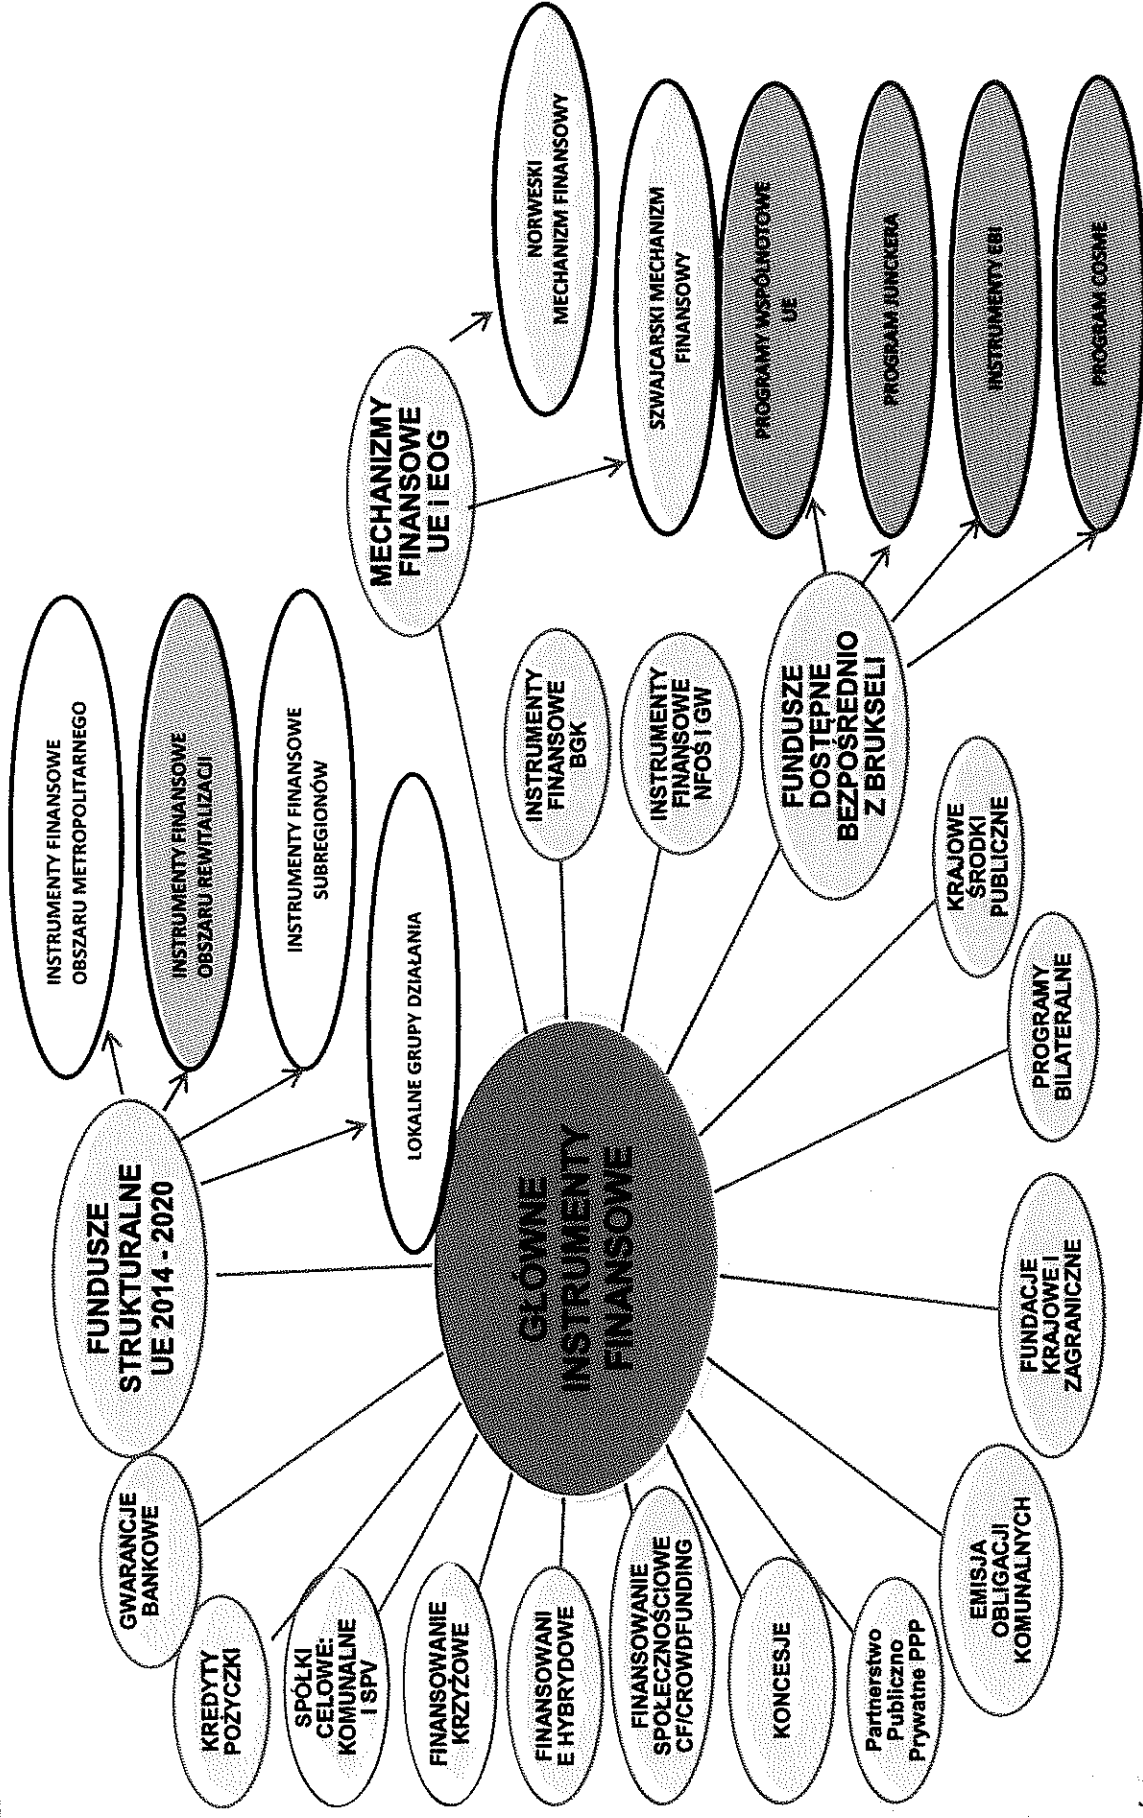 INSTRUMENTY FINANSOWE
OBSZARU METROPOLITARNEGO
INSTRUMENTY FINANSOWE
OBSZARU REWITALIZACJI
INSTRUMENTY FINANSOWE
SUBREGIONÓW
LOKALNE GRUPY DZIAŁANIA
FUNDUSZE
STRUKTURALNE
UE 2014 - 2020
GWARANCJE
BANKOWE
KREDYTY
POŻYCZKI
SPÓŁKI
CELOWE:
KOMUNALNE
I SPV
FINANSOWANIE
KRZYŻOWE
FINANSOWANI
E HYBRYDOWE
FINANSOWANIE
SPOŁECZNOŚCIOWE
CF/CROWDFUNDING
KONCESJE
Partnerstwo
Publiczno
Prywatne PPP
EMISJA
OBLIGACJI
KOMUNALNYCH
FUNDACJE
KRAJOWE I
ZAGRANICZNE
PROGRAMY
BILATERALNE
KRAJOWE
ŚRODKI
PUBLICZNE
GŁÓWNE
INSTRUMENTY
FINANSOWE
MECHANIZMY
FINANSOWE
UE i EOG
NORWESKI
MECHANIZM FINANSOWY
SZWAJCARSKI MECHANIZM
FINANSOWY
INSTRUMENTY
FINANSOWE
BGK
INSTRUMENTY
FINANSOWE
NFOŚ I GW
FUNDUSZE
DOSTĘPNE
BEZPOŚREDNIO
Z BRUKSELI
PROGRAMY WSPÓLNOTOWE
UE
PROGRAM JUNCKERA
INSTRUMENTY EBI
PROGRAM COSME